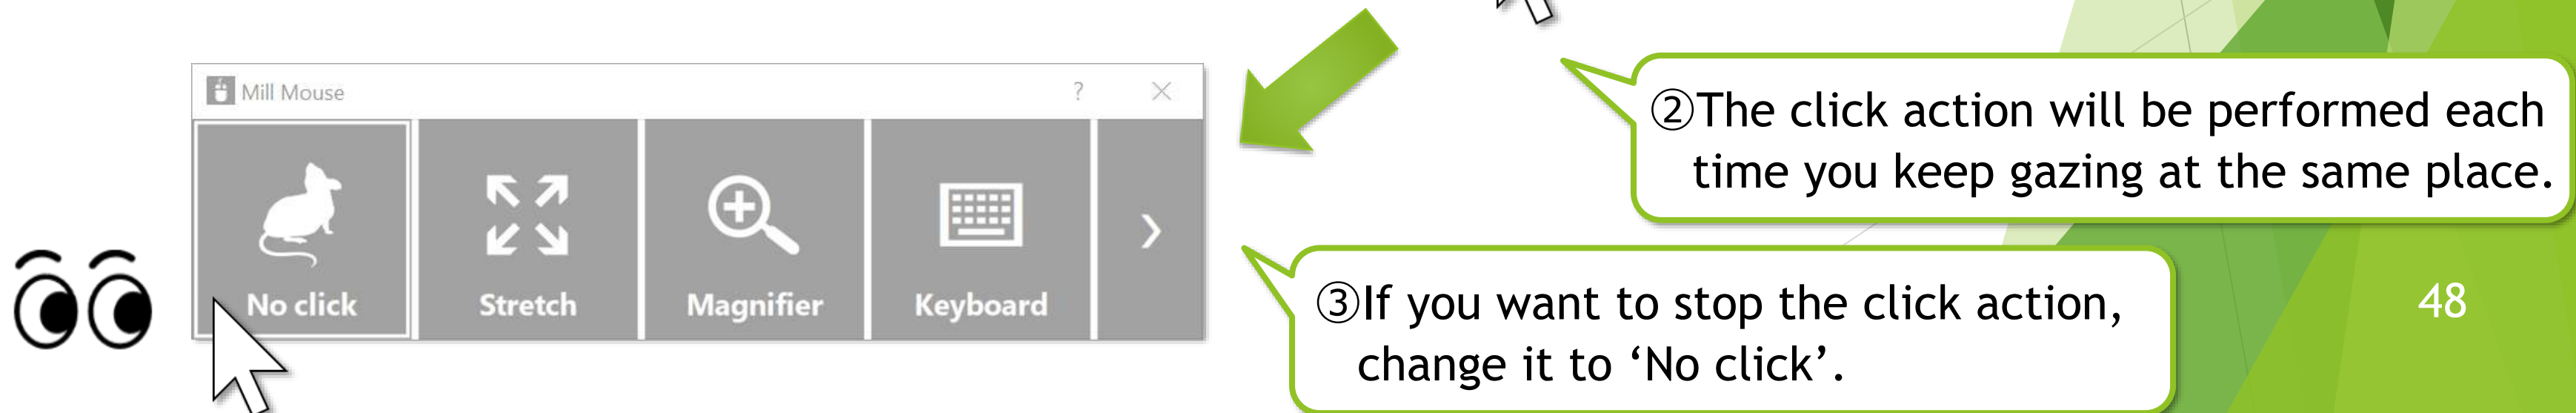 Mill Mouse ?
No click Stretch Magnifier Keyboard
②The click action will be performed each
time you keep gazing at the same place.
③If you want to stop the click action,
change it to ‘No click’.
48